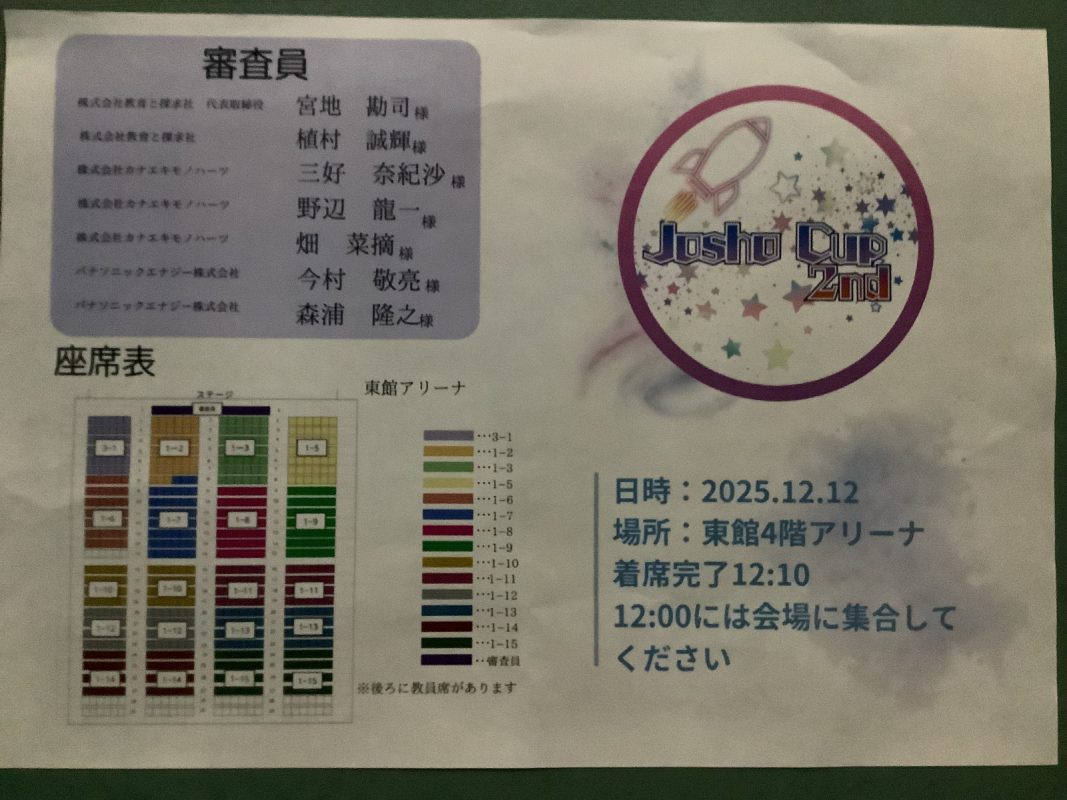 審査員
株式会社教育と探求社　代表取締役　宮地　勘司様
株式会社教育と探求社　植村　誠輝様
株式会社カナエキモノハーツ　三好　奈紀沙様
株式会社カナエキモノハーツ　野辺　龍一様
株式会社カナエキモノハーツ　畑　菜摘様
パナソニックエナジー株式会社　今村　敬亮様
パナソニックエナジー株式会社　森浦　隆之様
座席表
東館アリーナ
ステージ
審査員
3-1 1-2 1-3 1-5
1-6 1-7 1-8 1-9
1-10 1-10 1-11 1-11
1-12 1-12 1-13 1-13
1-14 1-14 1-15 1-15
…3-1
…1-2
…1-3
…1-5
…1-6
…1-7
…1-8
…1-9
…1-10
…1-11
…1-12
…1-13
…1-14
…1-15
…審査員
※後ろに教員席があります
Josho Cup
2nd
日時：2025.12.12
場所：東館4階アリーナ
着席完了12:10
12:00には会場に集合して
ください